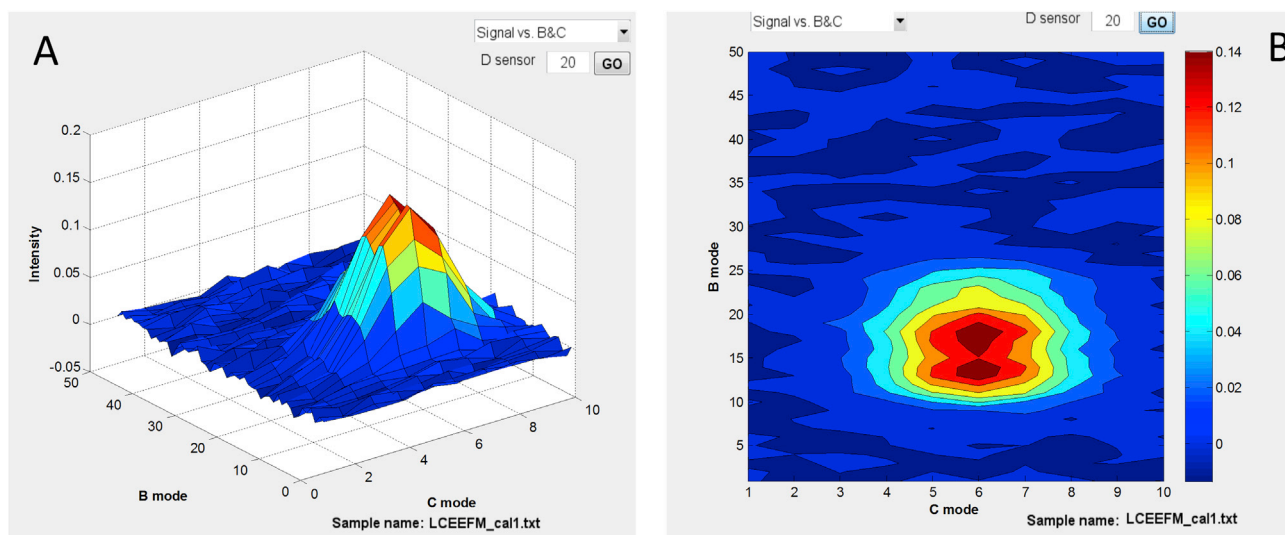 A
Signal vs. B&C
D sensor 20 GO
Intensity
0.2
0.15
0.1
0.05
0
-0.05
50
40
30
20
10
0
B mode
0
2
4
6
8
10
C mode
Sample name: LCEEFM_cal1.txt
B
Signal vs. B&C
D sensor 20 GO
B mode
50
45
40
35
30
25
20
15
10
5
1 2 3 4 5 6 7 8 9 10
C mode
0.14
0.12
0.1
0.08
0.06
0.04
0.02
0
Sample name: LCEEFM_cal1.txt